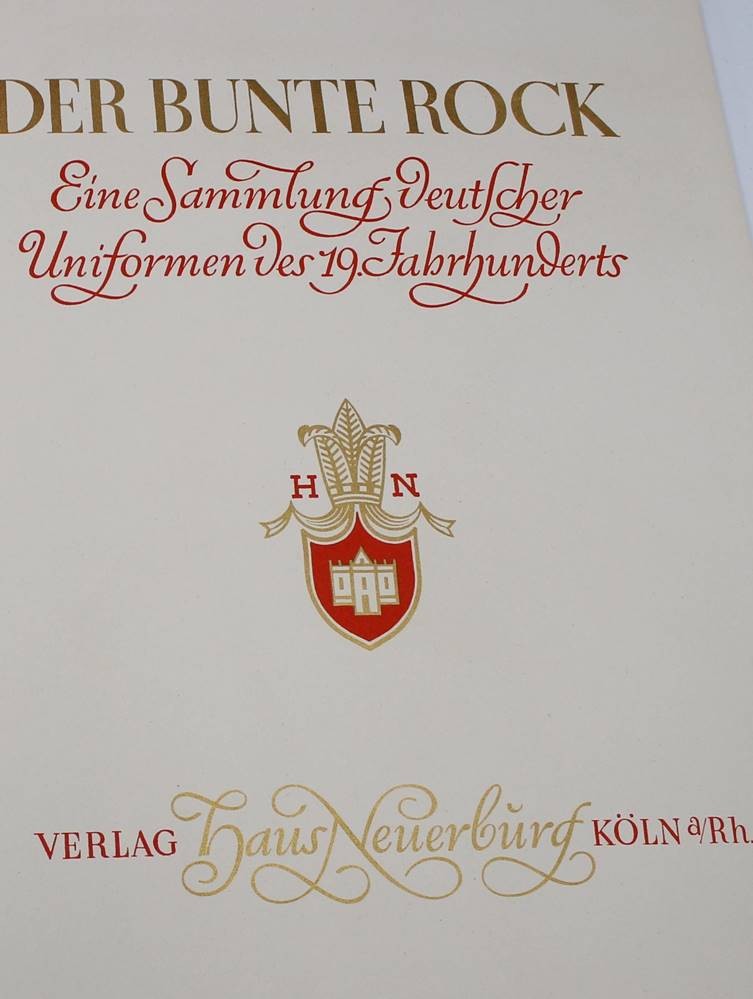 DER BUNTE ROCK
Eine Sammlung deutscher
Uniformen des 19. Jahrhunderts
H N
VERLAG Haus Neuerburg KÖLN a/Rh.